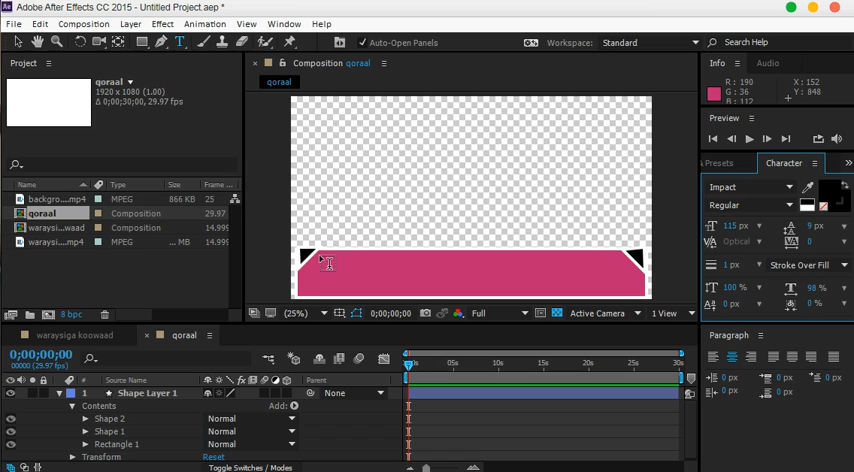 Adobe After Effects CC 2015 - Untitled Project.aep *
File Edit Composition Layer Effect Animation View Window Help
Auto-Open Panels Workspace: Standard Search Help
Project
qoraal
1920 x 1080 (1.00)
Δ 0;00;30;00, 29.97 fps
Name Type Size Frame ...
backgro....mp4 MPEG 866 KB 25
qoraal Composition 29.97
waraysi...waad Composition 14.999
waraysi....mp4 MPEG ... MB 14.999
8 bpc
Composition qoraal
qoraal
(25%) 0;00;00;00 Full Active Camera 1 View
Info Audio
R : 190
G : 36
B : 112
X : 152
Y : 848
Preview
Presets Character
Impact
Regular
115 px 9 px
Optical 0
1 px Stroke Over Fill
100 % 98 %
0 px 0 %
Paragraph
0 px 0 px 0 px
0 px 0 px
waraysiga koowaad qoraal
0;00;00;00
00000 (29.97 fps)
05s 10s 15s 20s 25s 30s
# Source Name Parent
1 Shape Layer 1 None
Contents Add:
Shape 2 Normal
Shape 1 Normal
Rectangle 1 Normal
Transform Reset
Toggle Switches / Modes